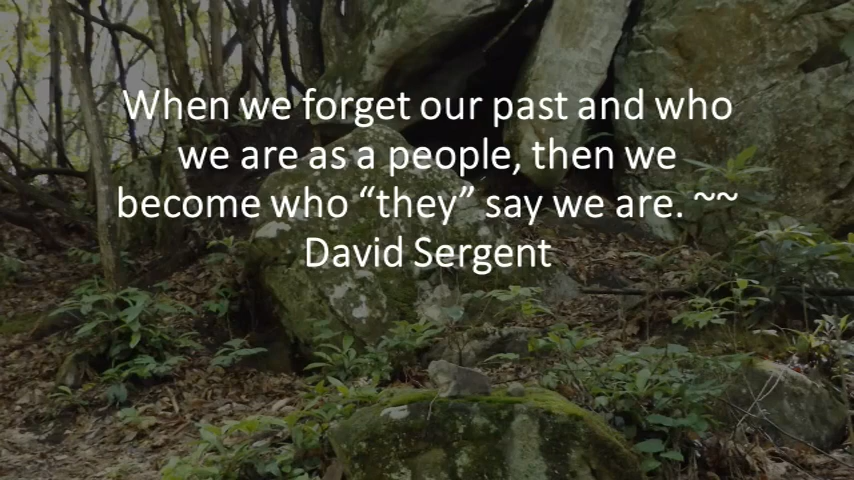 When we forget our past and who
we are as a people, then we
become who “they” say we are. ~~
David Sergent